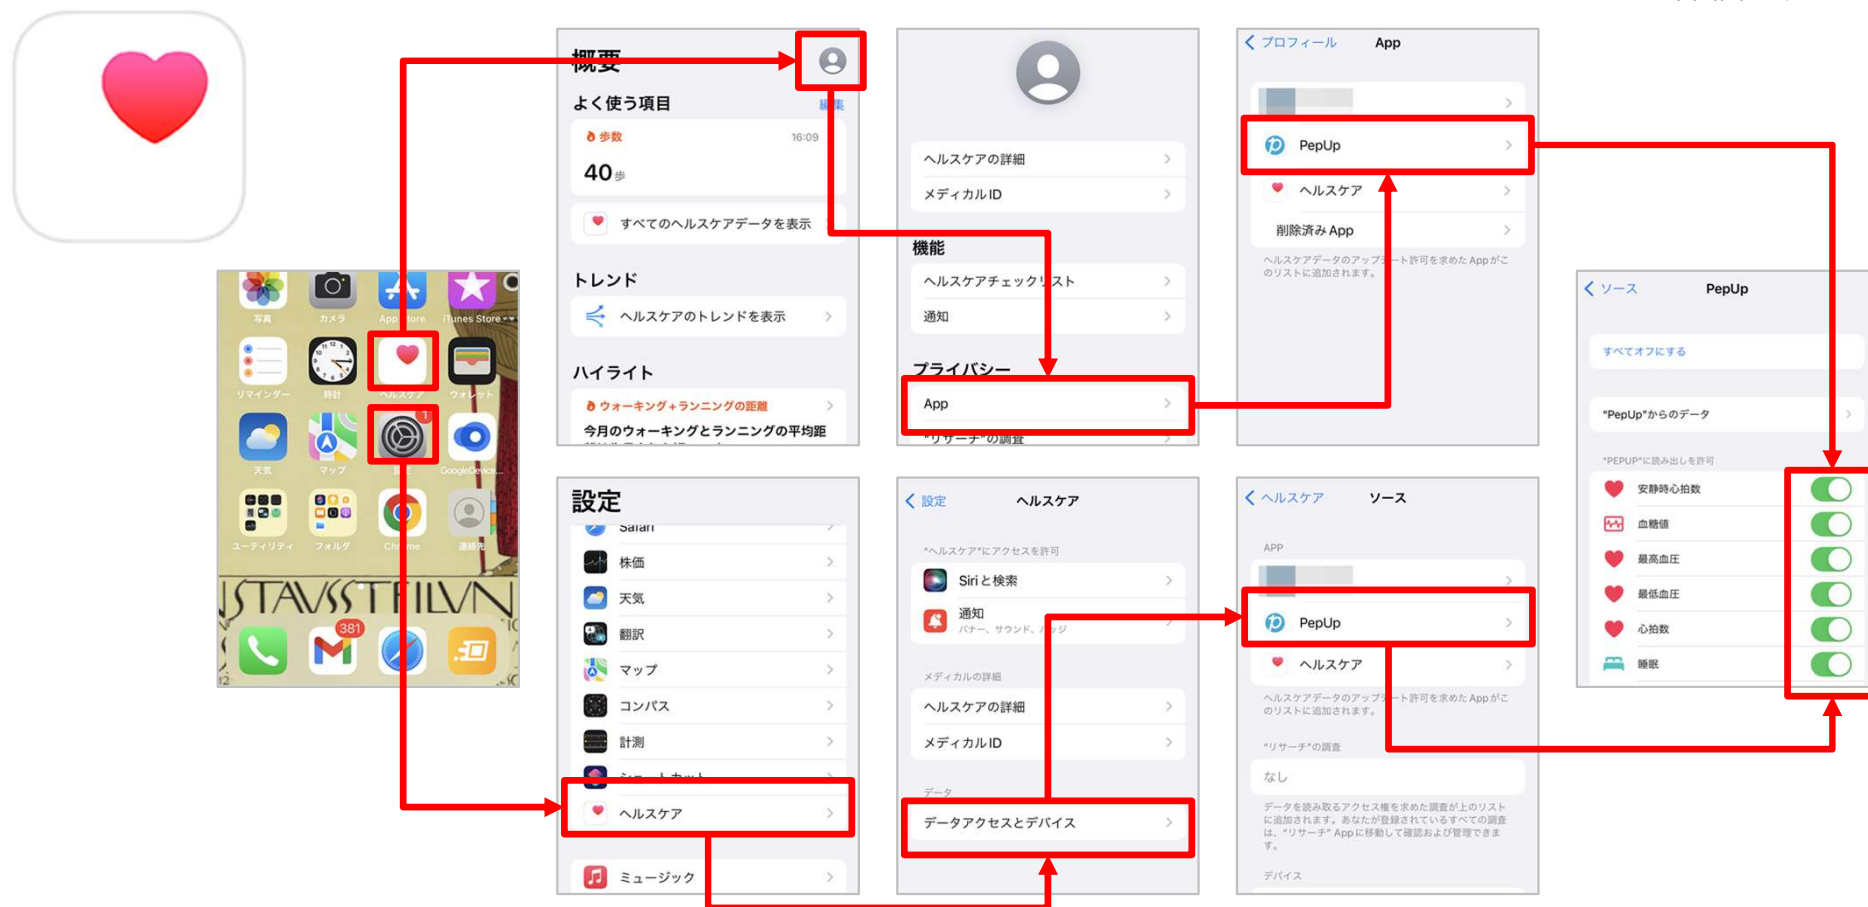 写真
カメラ
App Store
iTunes Store
リマインダー
時計
ヘルスケア
ウォレット
1
天気
マップ
設定
GoogleDevice...
ユーティリティ
フォルダ
Chrome
連絡先
381
概要
よく使う項目
編集
歩数
16:09
40歩
すべてのヘルスケアデータを表示
トレンド
ヘルスケアのトレンドを表示
ハイライト
ウォーキング+ランニングの距離
今月のウォーキングとランニングの平均距
ヘルスケアの詳細
メディカルID
機能
ヘルスケアチェックリスト
通知
プライバシー
App
"リサーチ"の調査
プロフィール
App
PepUp
ヘルスケア
削除済み App
ヘルスケアデータのアップデート許可を求めた App がこ
のリストに追加されます。
設定
Safari
株価
天気
翻訳
マップ
コンパス
計測
ショートカット
ヘルスケア
ミュージック
設定
ヘルスケア
"ヘルスケア"にアクセスを許可
Siri と検索
通知
バナー、サウンド、バッジ
メディカルの詳細
ヘルスケアの詳細
メディカルID
データ
データアクセスとデバイス
ヘルスケア
ソース
APP
PepUp
ヘルスケア
ヘルスケアデータのアップデート許可を求めた App がこ
のリストに追加されます。
"リサーチ"の調査
なし
データを読み取るアクセス権を求めた調査が上のリスト
に追加されます。あなたが登録されているすべての調査
は、"リサーチ" App に移動して確認および管理できま
す。
デバイス
ソース
PepUp
すべてオフにする
"PepUp"からのデータ
"PEPUP"に読み出しを許可
安静時心拍数
血糖値
最高血圧
最低血圧
心拍数
睡眠